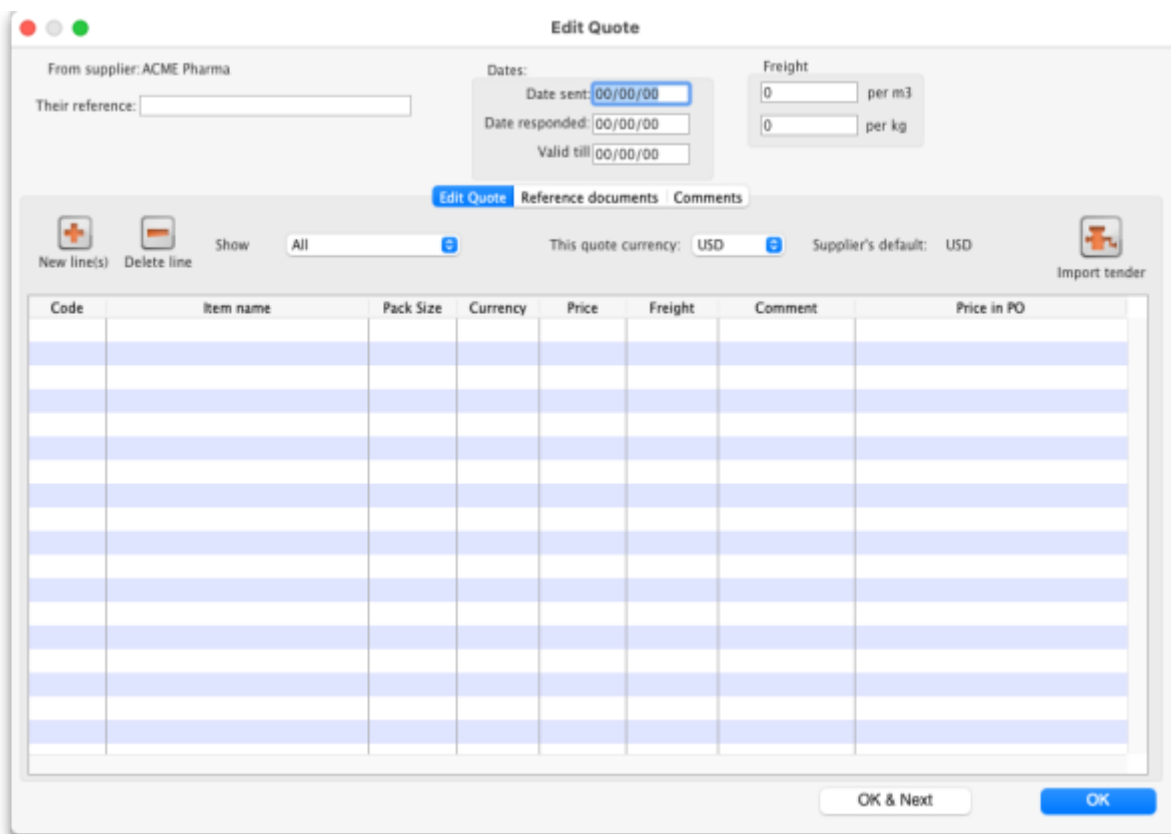 Edit Quote
From supplier: ACME Pharma
Their reference:
Dates:
Date sent: 00/00/00
Date responded: 00/00/00
Valid till 00/00/00
Freight
0 per m3
0 per kg
Edit Quote Reference documents Comments
New line(s) Delete line Show All This quote currency: USD Supplier's default: USD Import tender
Code Item name Pack Size Currency Price Freight Comment Price in PO
OK & Next OK